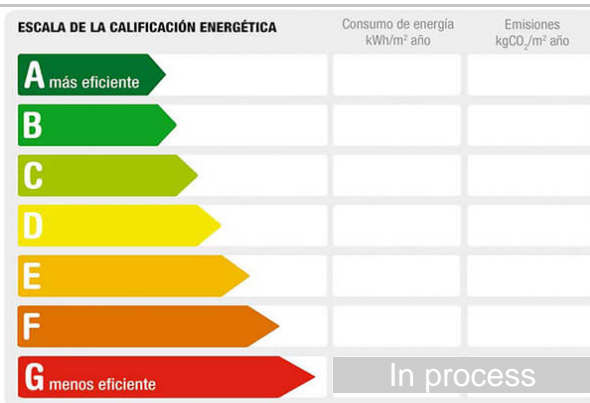 ESCALA DE LA CALIFICACIÓN ENERGÉTICA
Consumo de energía
kWh/m² año
Emisiones
kgCO₂/m² año
A más eficiente
B
C
D
E
F
G menos eficiente
In process